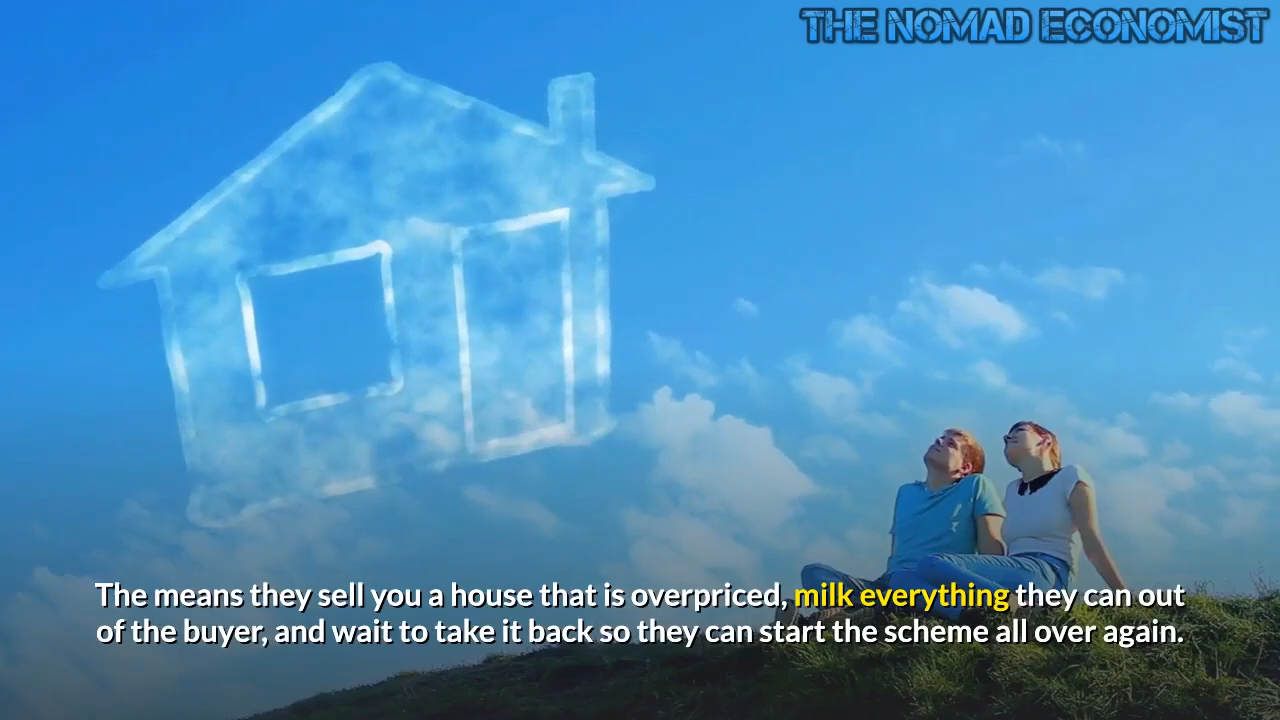 THE NOMAD ECONOMIST
The means they sell you a house that is overpriced, milk everything they can out
of the buyer, and wait to take it back so they can start the scheme all over again.